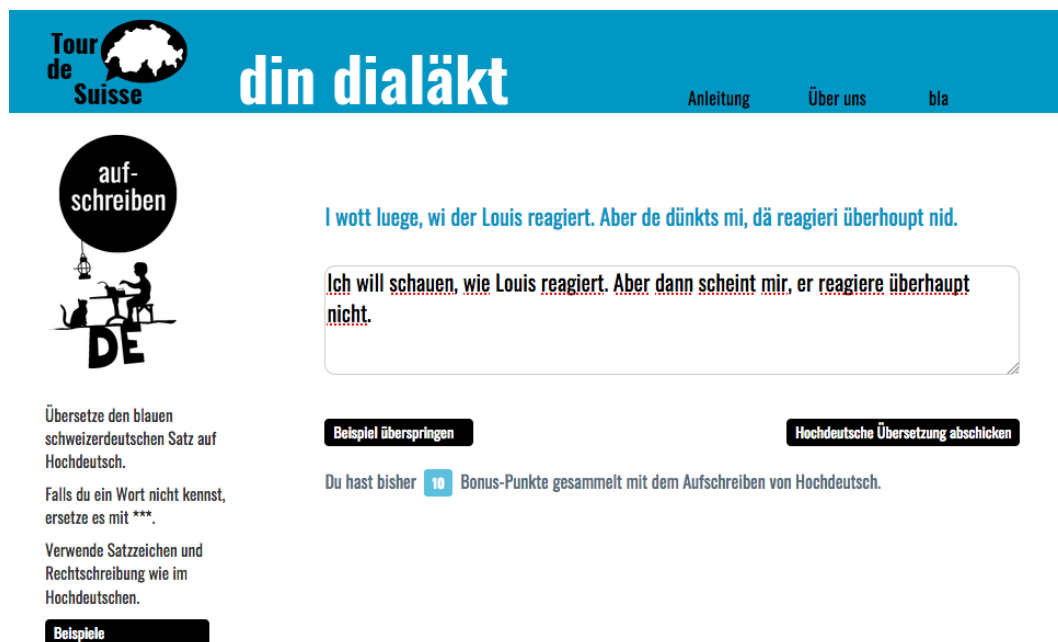 Tour
de
Suisse
din dialäkt
Anleitung Über uns bla
auf-
schreiben
DE
Übersetze den blauen
schweizerdeutschen Satz auf
Hochdeutsch.
Falls du ein Wort nicht kennst,
ersetze es mit ***.
Verwende Satzzeichen und
Rechtschreibung wie im
Hochdeutschen.
Beispiele
I wott luege, wi der Louis reagiert. Aber de dünkts mi, dä reagieri überhoupt nid.
Ich will schauen, wie Louis reagiert. Aber dann scheint mir, er reagiere überhaupt
nicht.
Beispiel überspringen Hochdeutsche Übersetzung abschicken
Du hast bisher 10 Bonus-Punkte gesammelt mit dem Aufschreiben von Hochdeutsch.